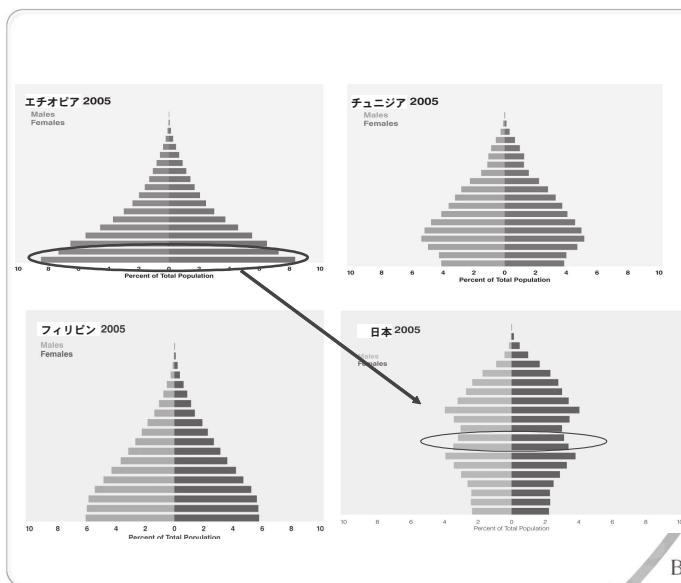 エチオピア 2005
Males
Females
10 8 6 4 2 0 2 4 6 8 10
Percent of Total Population
チュニジア 2005
Males
Females
10 8 6 4 2 0 2 4 6 8 10
Percent of Total Population
フィリピン 2005
Males
Females
10 8 6 4 2 0 2 4 6 8 10
Percent of Total Population
日本 2005
Males
Females
10 8 6 4 2 0 2 4 6 8 10
Percent of Total Population
B